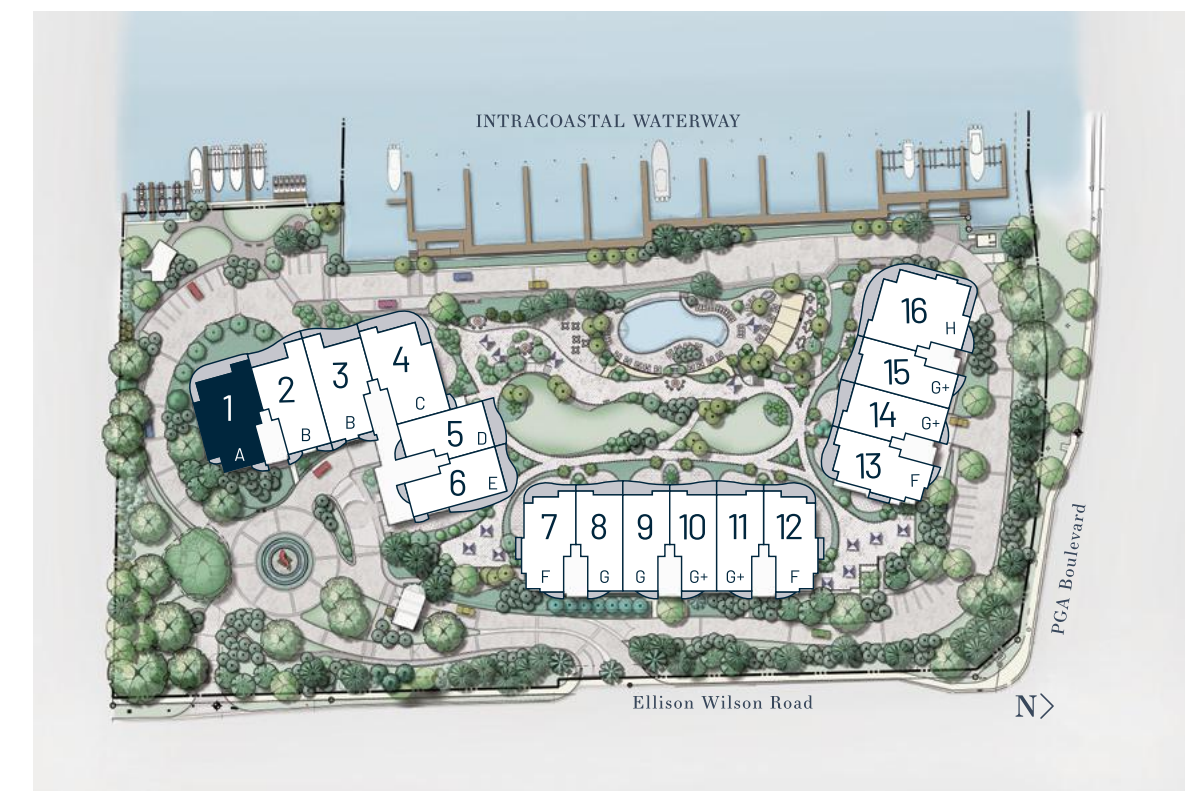 INTRACOASTAL WATERWAY
16
H
15
G+
14
G+
13
F
1
A
2
B
3
B
4
C
5
D
6
E
7
F
8
G
9
G
10
G+
11
G+
12
F
PGA Boulevard
Ellison Wilson Road
N